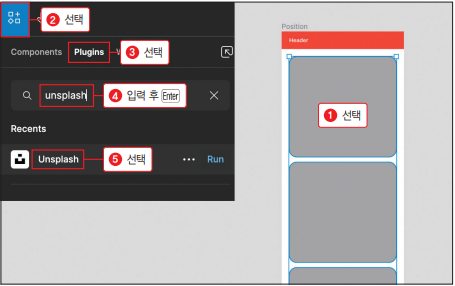 ② 선택
Components Plugins ③ 선택
unsplash ④ 입력 후 Enter
Recents
Unsplash ⑤ 선택 ... Run
Position
Header
① 선택